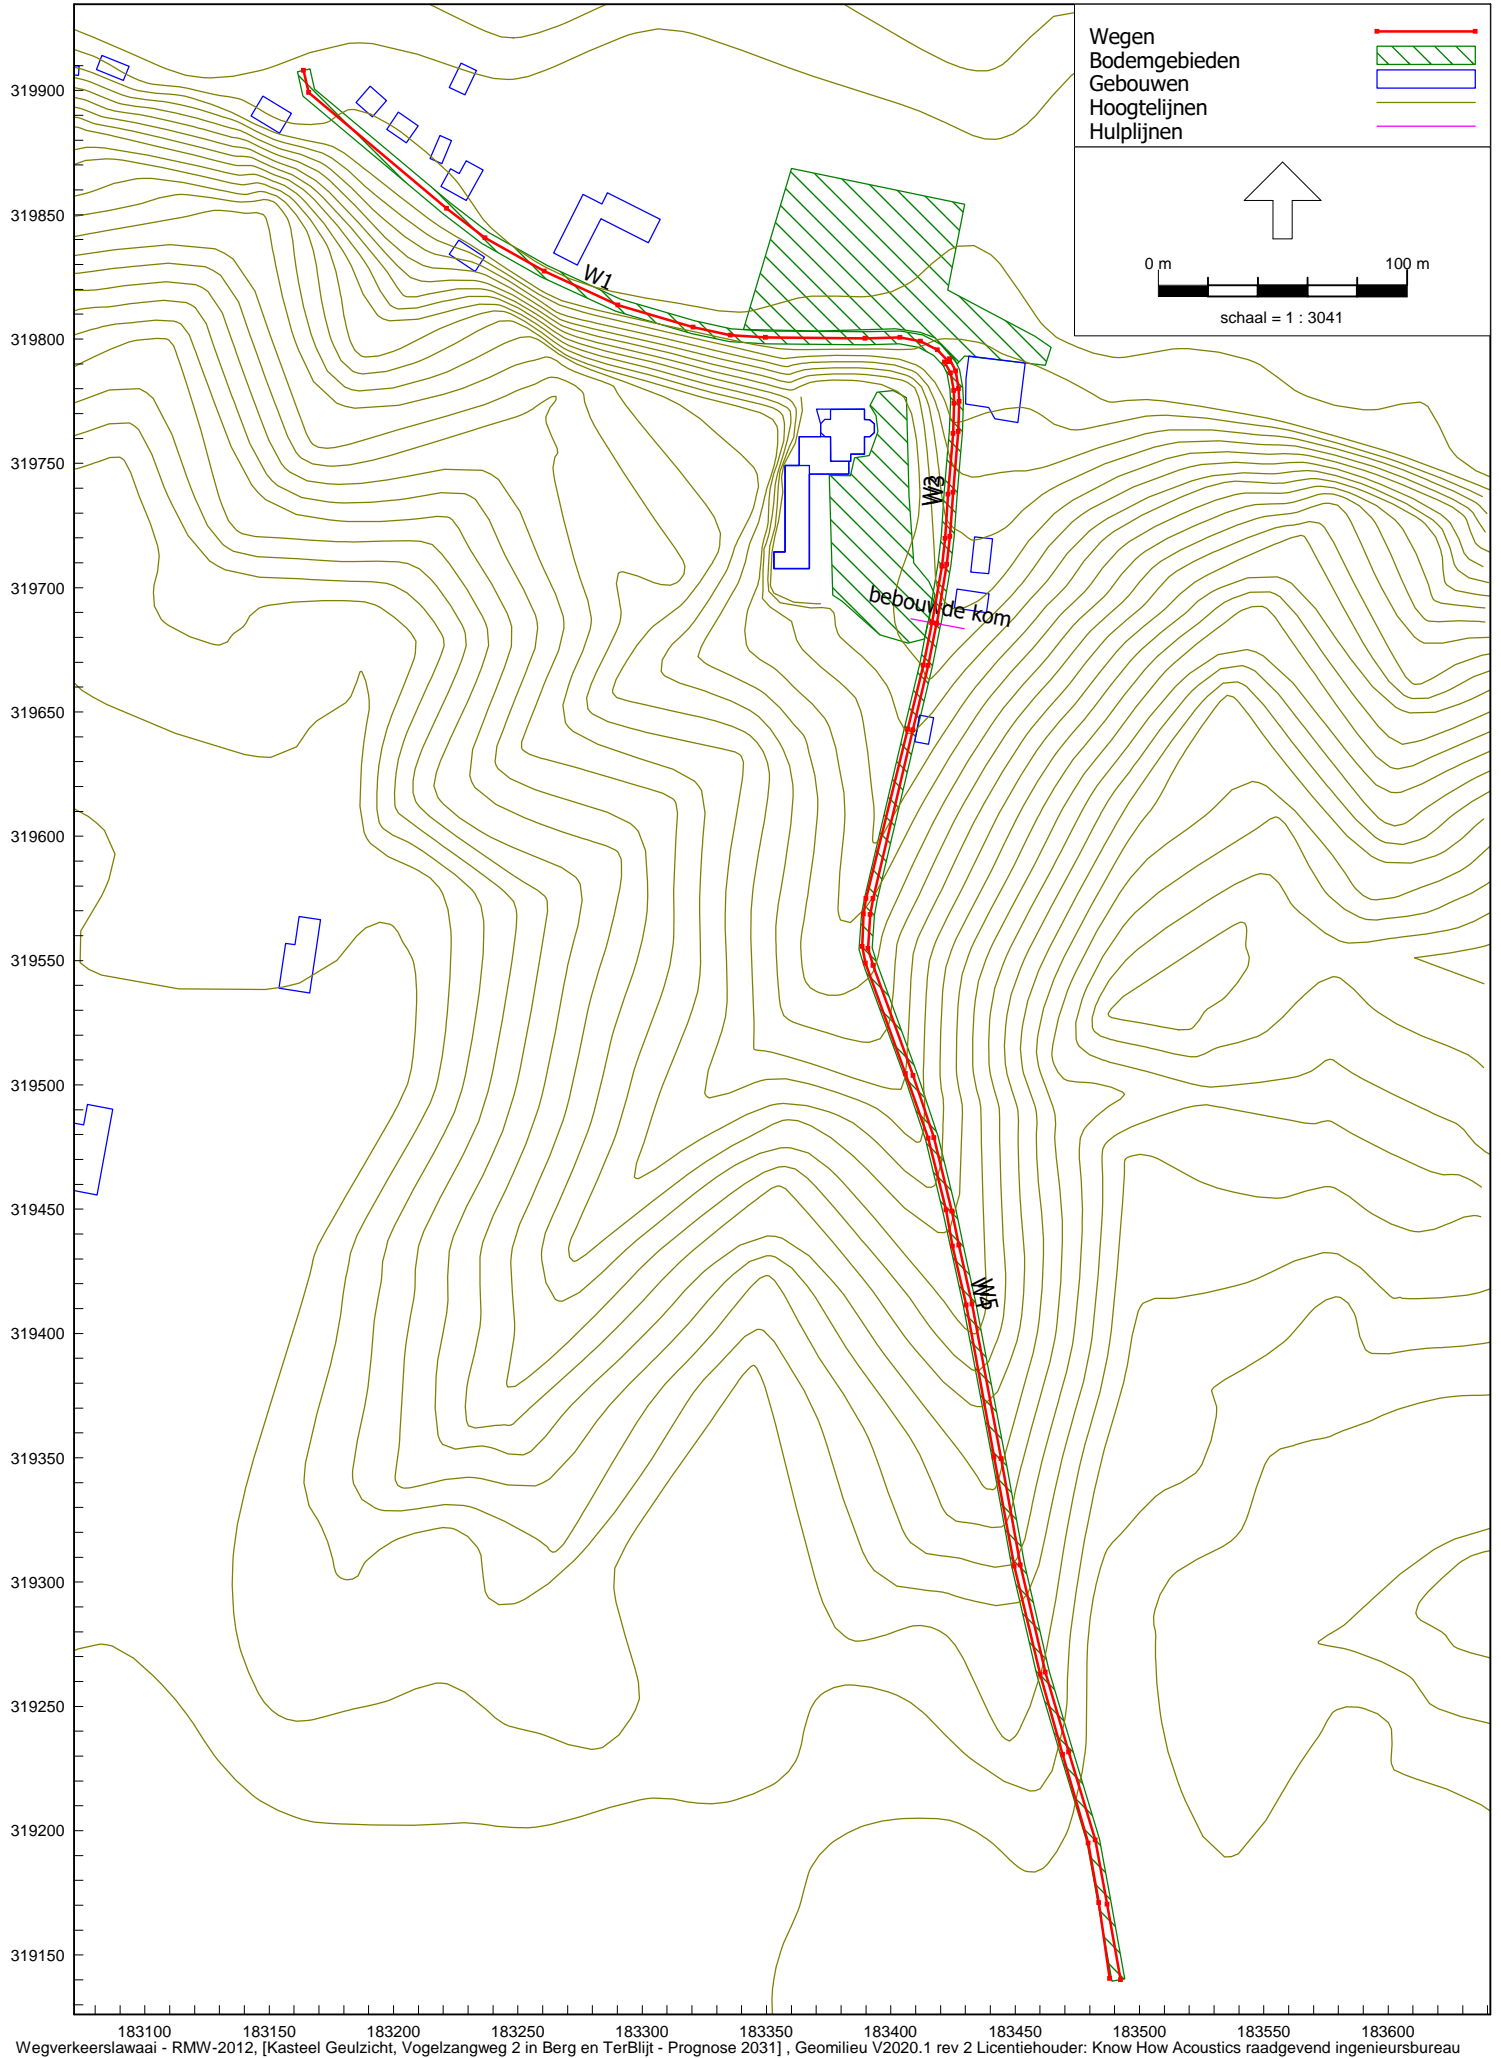 Wegen
Bodemgebieden
Gebouwen
Hoogtelijnen
Hulplijnen
0 m 100 m
schaal = 1 : 3041
319900
319850
319800
319750
319700
319650
319600
319550
319500
319450
319400
319350
319300
319250
319200
319150
W1
bebouwde kom
W5
183100 183150 183200 183250 183300 183350 183400 183450 183500 183550 183600
Wegverkeerslawaai - RMW-2012, [Kasteel Geulzicht, Vogelzangweg 2 in Berg en TerBlijt - Prognose 2031] , Geomilieu V2020.1 rev 2 Licentiehouder: Know How Acoustics raadgevend ingenieursbureau